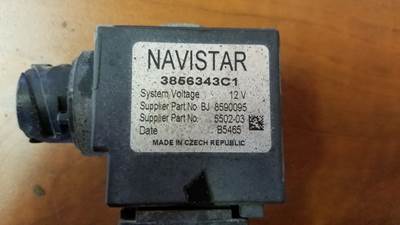 NAVISTAR
3856343C1
System Voltage 12 V
Supplier Part No. BJ 8590095
Supplier Part No. 5502-03
Date B5465
MADE IN CZECH REPUBLIC